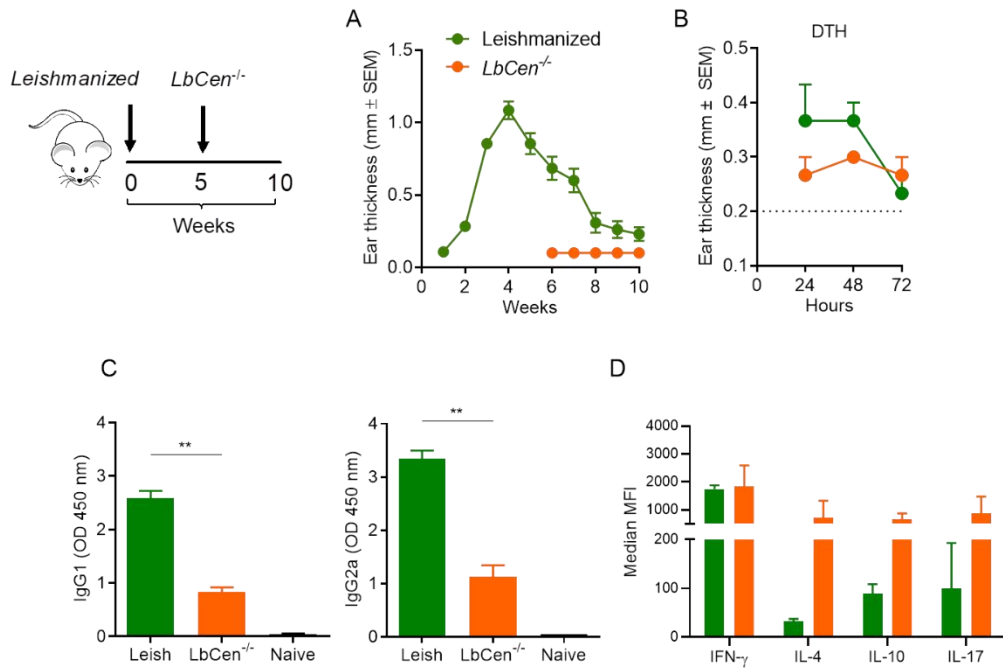 Leishmanized
LbCen⁻/⁻
0
5
10
Weeks
A
Leishmanized
LbCen⁻/⁻
Ear thickness (mm ± SEM)
1.5
1.0
0.5
0.0
0 2 4 6 8 10
Weeks
B
DTH
Ear thickness (mm ± SEM)
0.5
0.4
0.3
0.2
0.1
0 24 48 72
Hours
C
IgG1 (OD 450 nm)
4
3
2
1
0
**
Leish LbCen⁻/⁻ Naive
IgG2a (OD 450 nm)
4
3
2
1
0
**
Leish LbCen⁻/⁻ Naive
D
Median MFI
4000
3000
2000
1000
200
100
0
IFN-γ IL-4 IL-10 IL-17